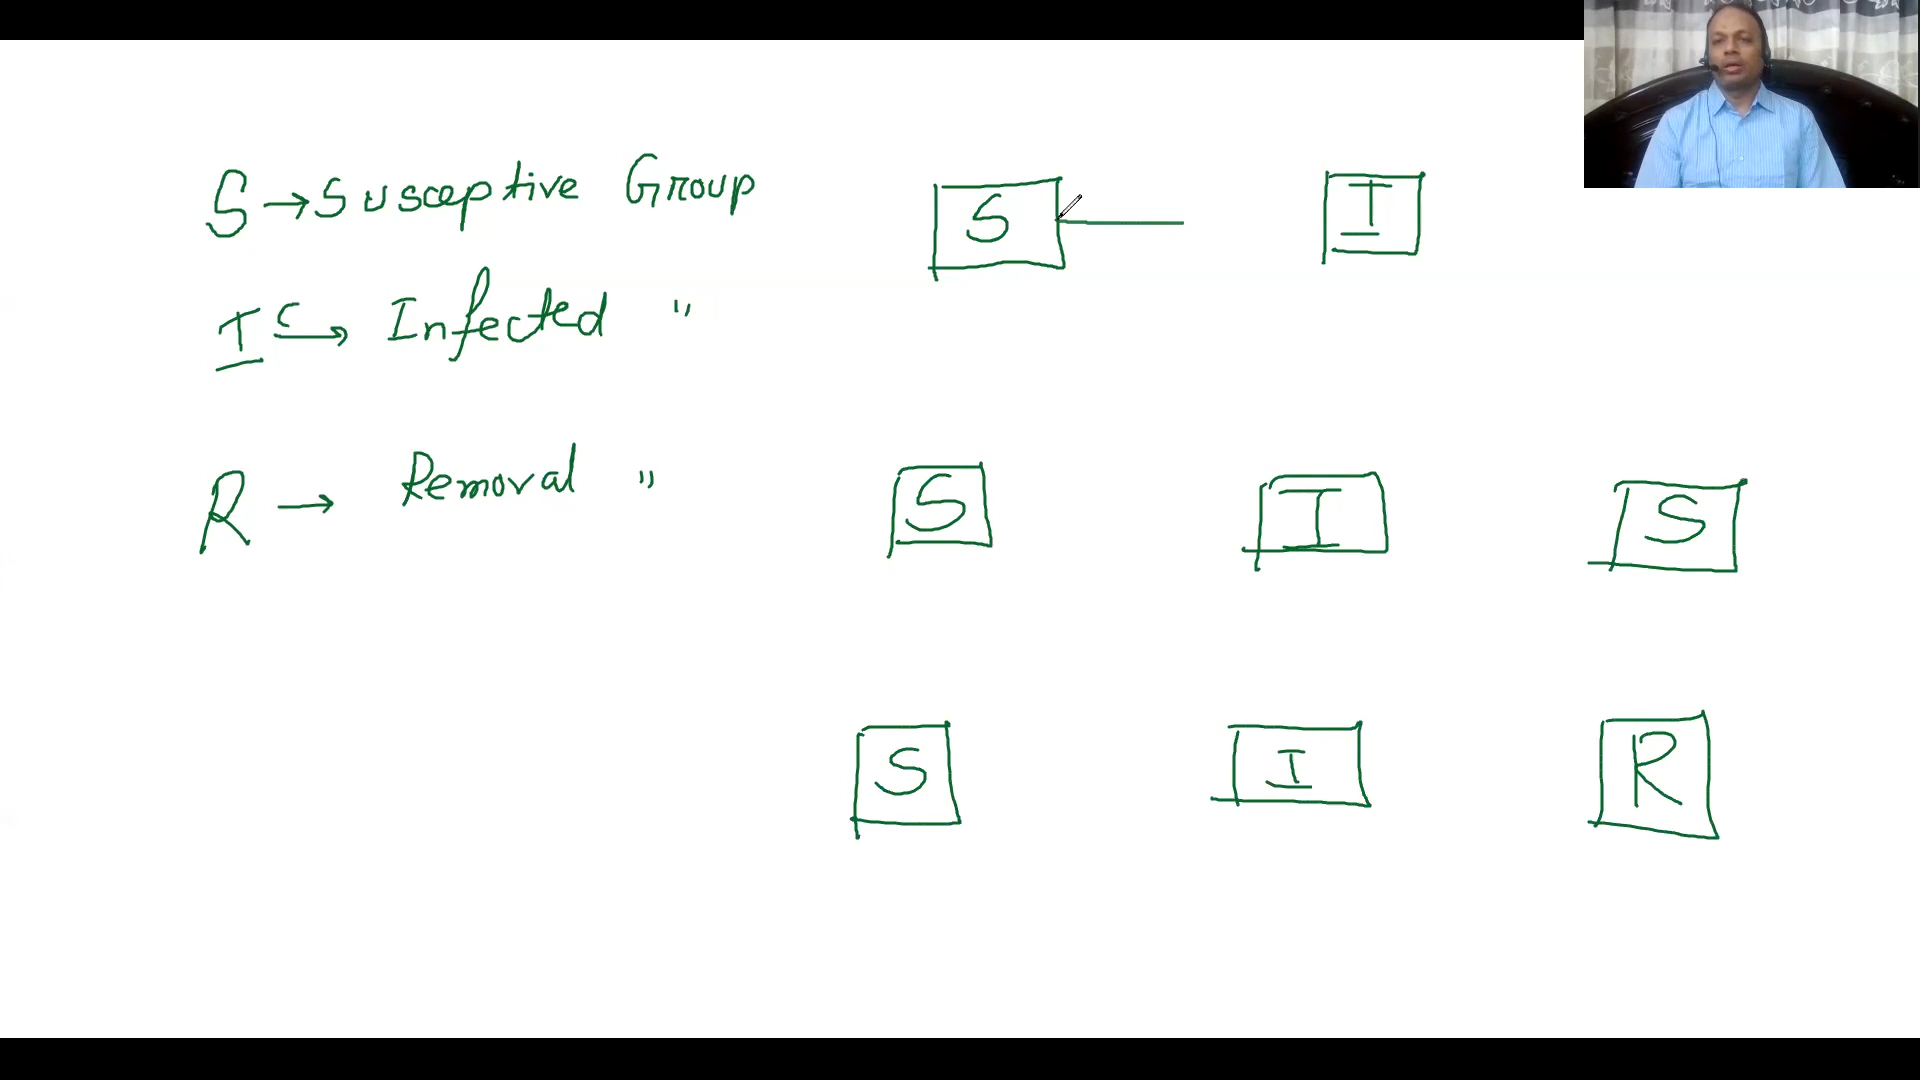 S → Susceptive Group
I → Infected "
R → Removal "
S I
S I S
S I R